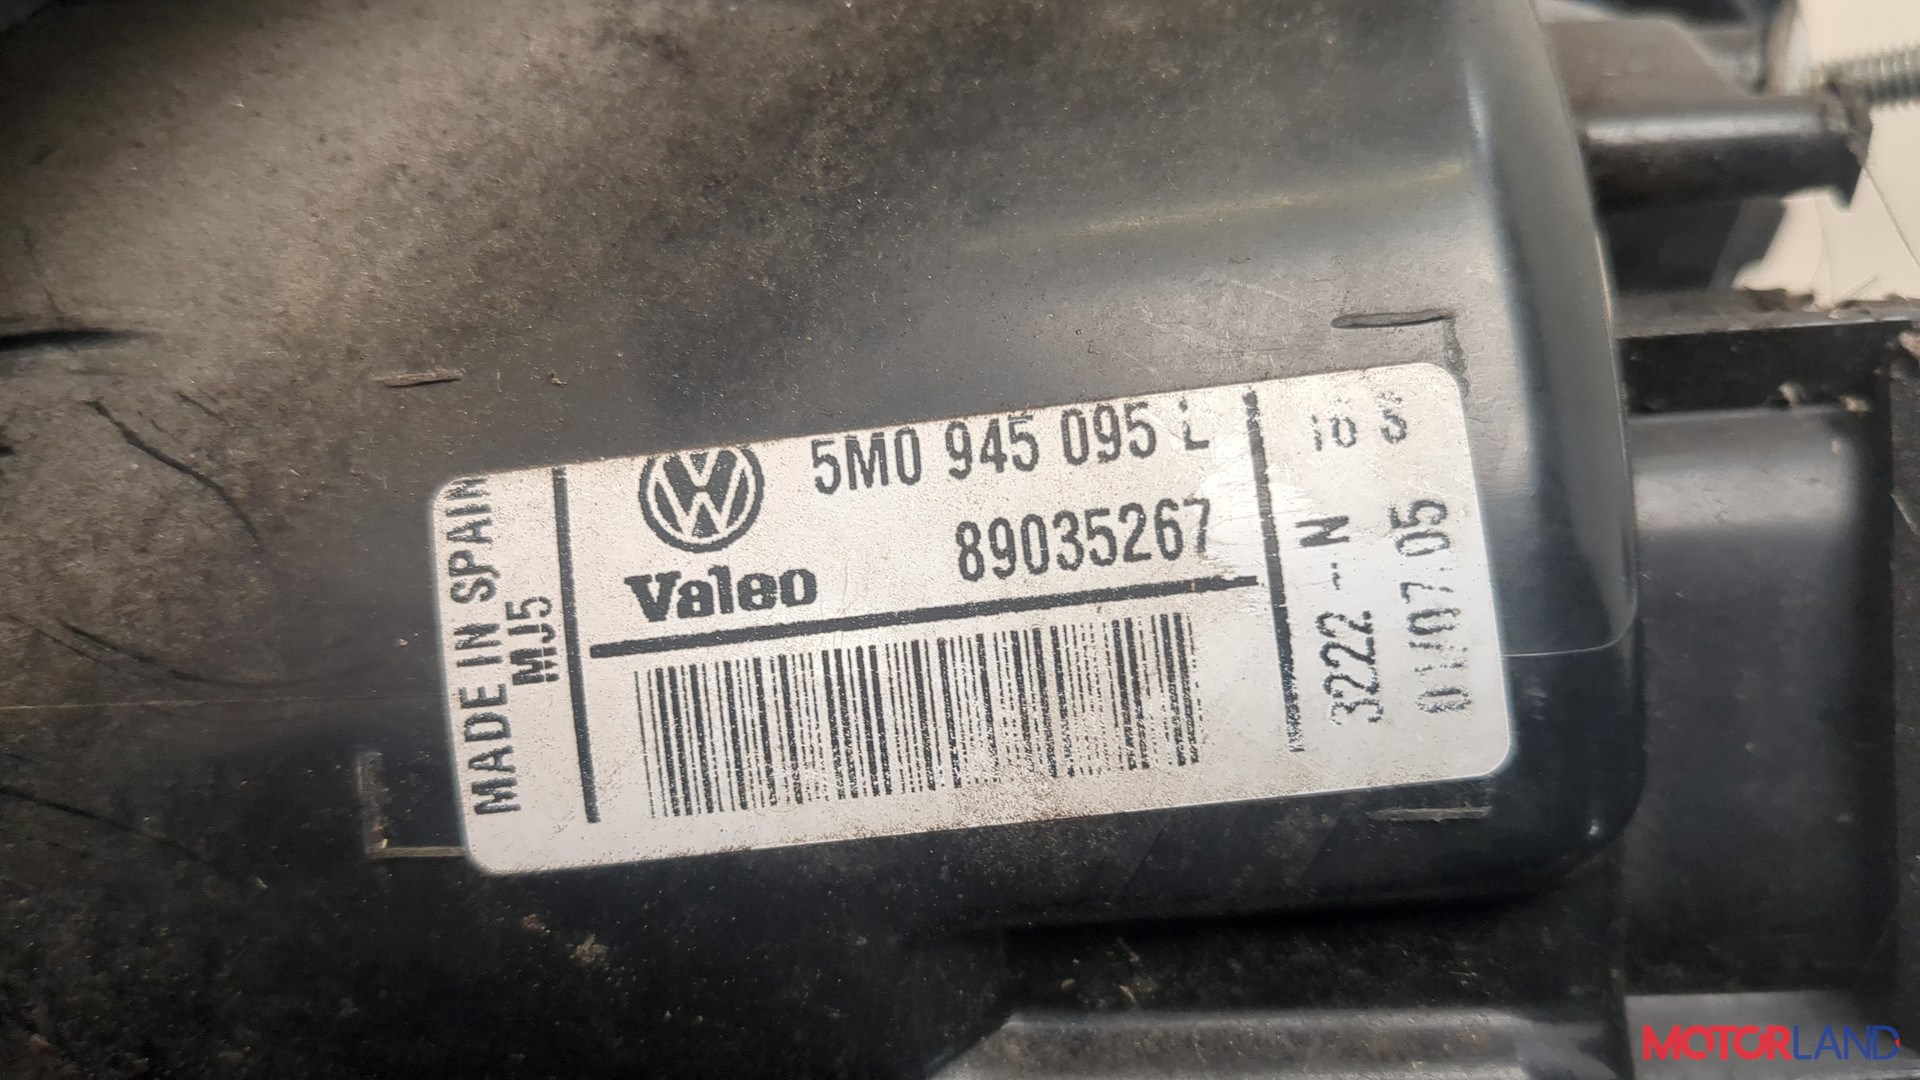 MADE IN SPAIN
MJ5
5M0 945 095 L
89035267
Valeo
3222 -- N
MOTORLAND